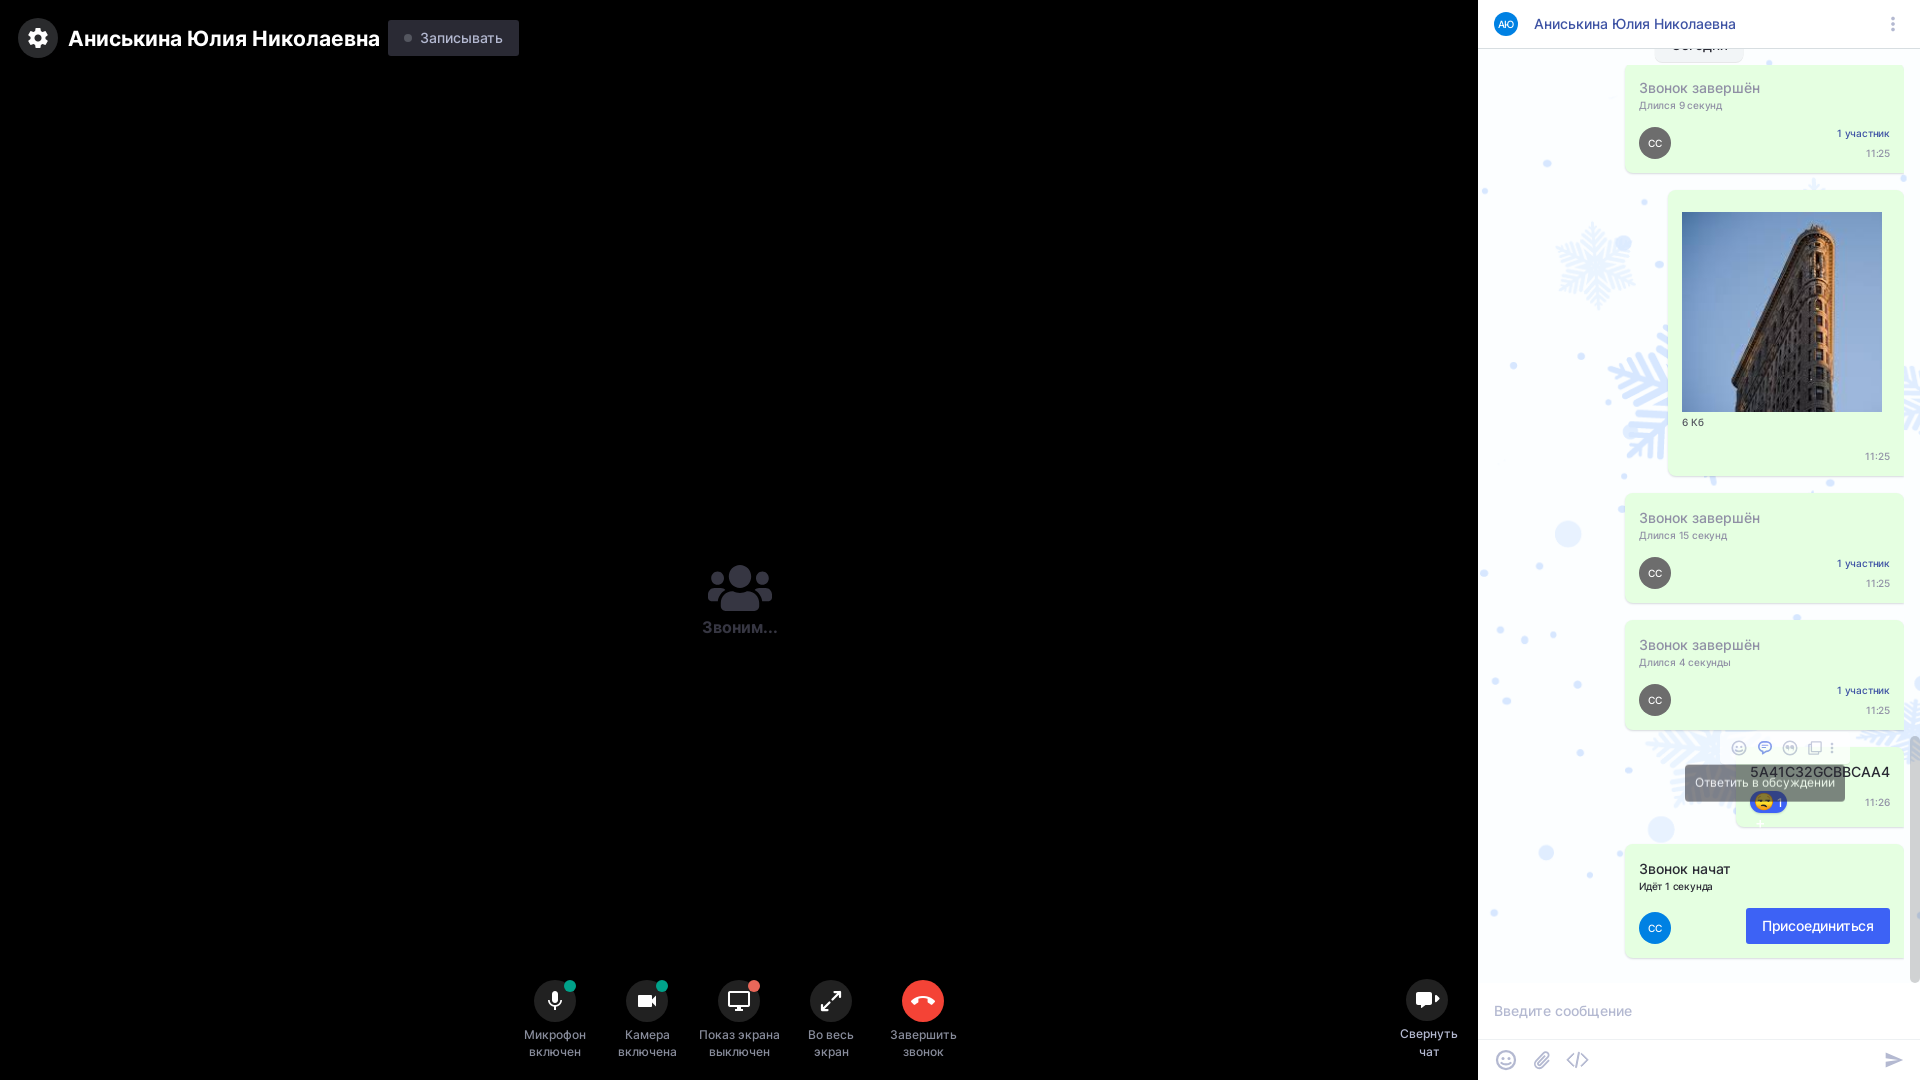 Аниськина Юлия Николаевна
Записывать
Звоним...
Микрофон включен
Камера включена
Показ экрана выключен
Во весь экран
Завершить звонок
Свернуть чат
АЮ
Аниськина Юлия Николаевна
Звонок завершён
Длился 9 секунд
СС
1 участник
11:25
6 Кб
11:25
Звонок завершён
Длился 15 секунд
СС
1 участник
11:25
Звонок завершён
Длился 4 секунды
СС
1 участник
11:25
5A41C32GCBBCAA4
Ответить в обсуждении
1
11:26
Звонок начат
Идёт 1 секунда
СС
Присоединиться
Введите сообщение